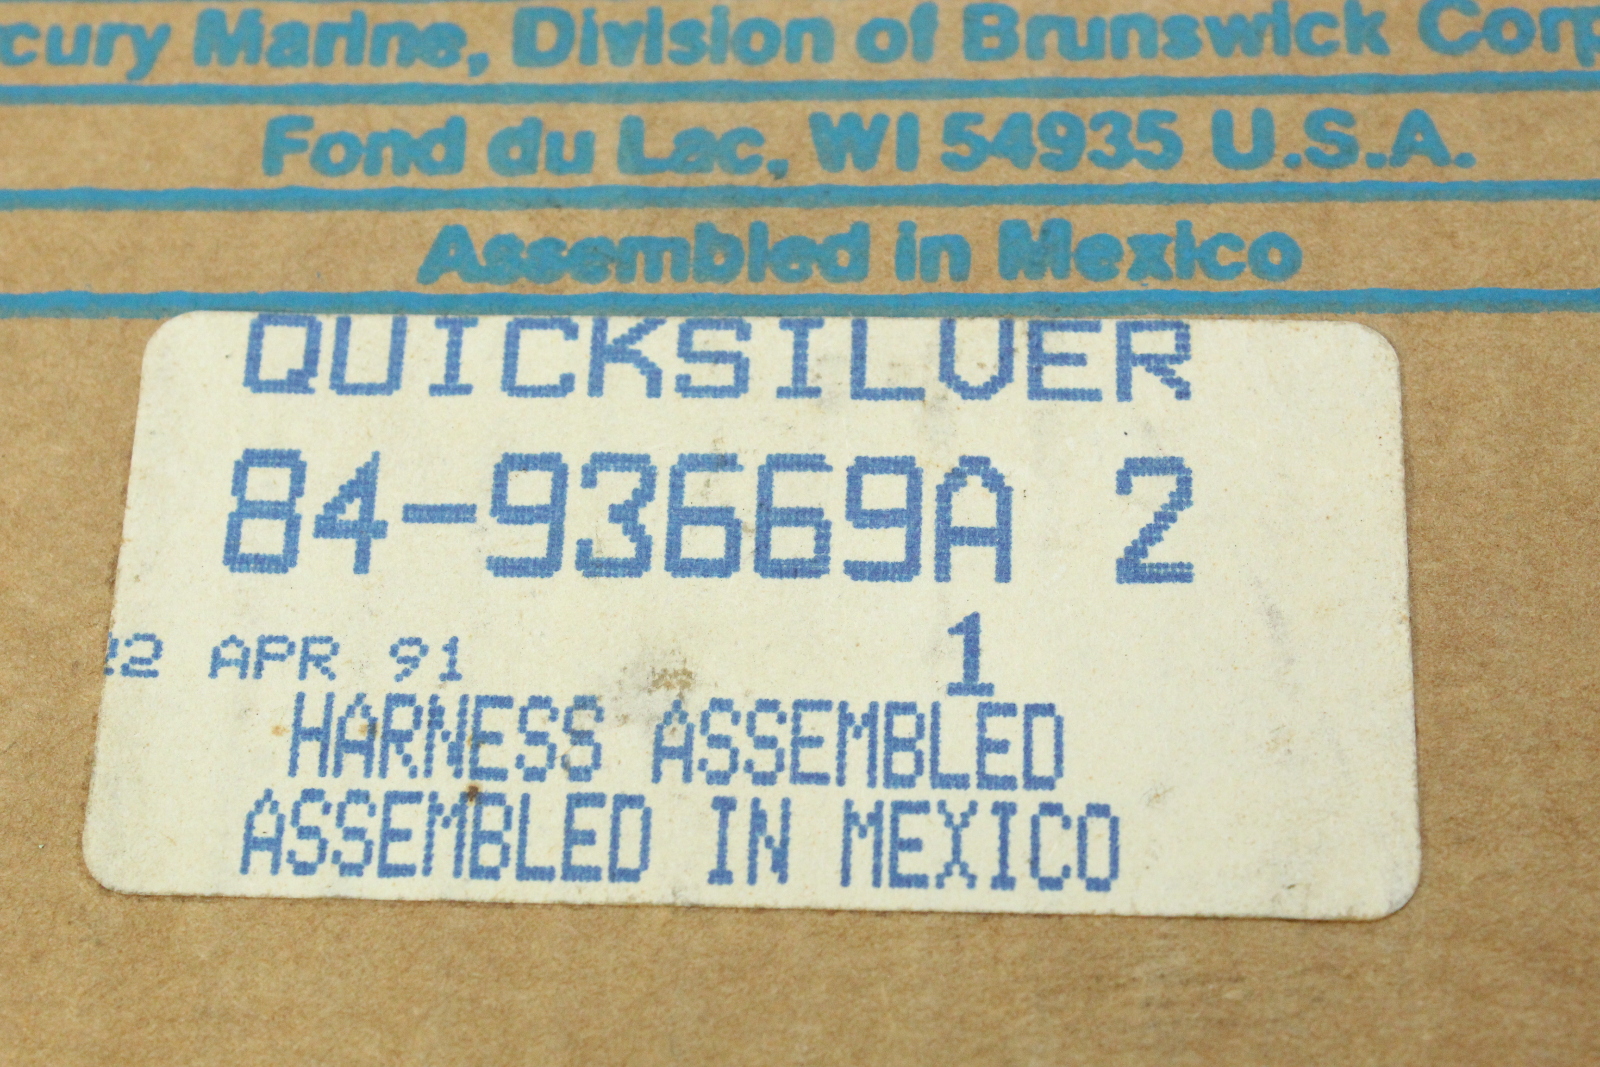 cury Marine, Division of Brunswick Corp
Fond du Lac, WI 54935 U.S.A.
Assembled in Mexico
QUICKSILVER
84-93669A 2
22 APR 91 1
HARNESS ASSEMBLED
ASSEMBLED IN MEXICO